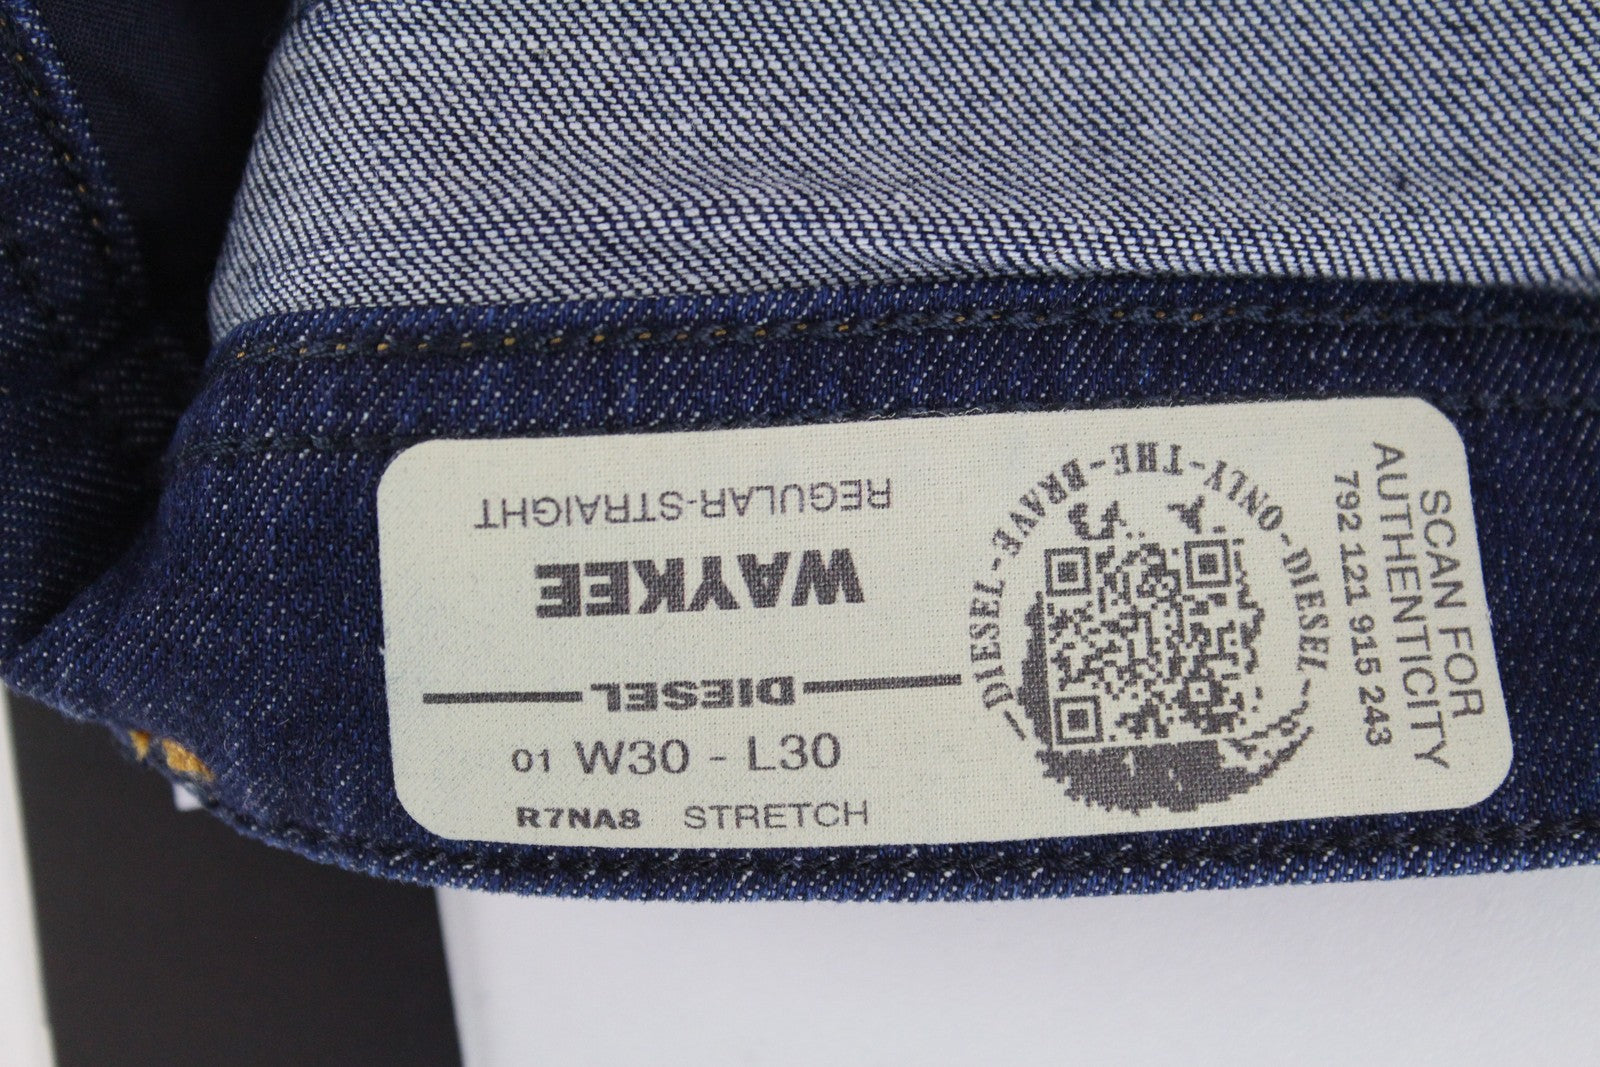 REGULAR-STRAIGHT
WAYKEE
DIESEL
01 W30 - L30
R7NA8 STRETCH
DIESEL-ONLY-THE-BRAVE-DIESEL
SCAN FOR
AUTHENTICITY
792 121 915 243